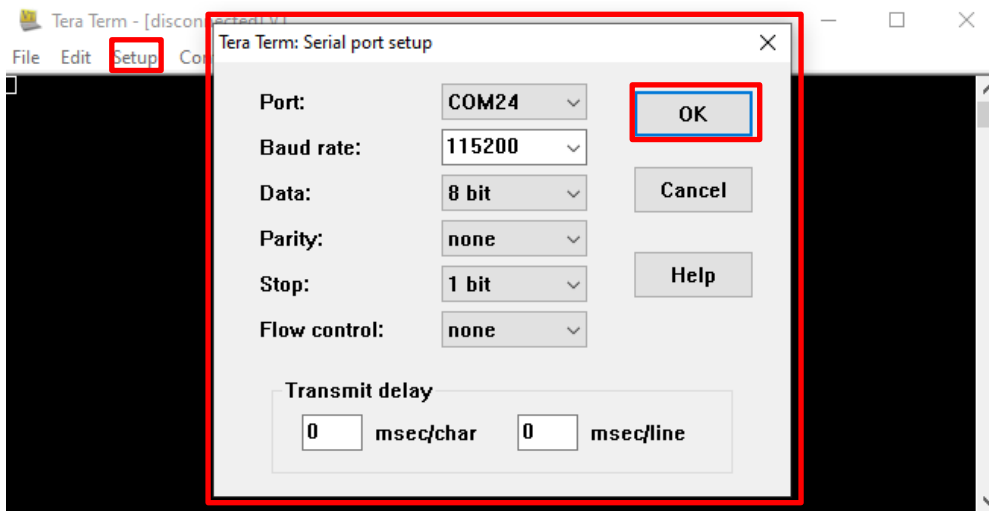 Tera Term - [disconnected] V
File Edit Setup Co
Tera Term: Serial port setup
Port: COM24
OK
Baud rate: 115200
Data: 8 bit
Cancel
Parity: none
Stop: 1 bit
Help
Flow control: none
Transmit delay
0 msec/char 0 msec/line